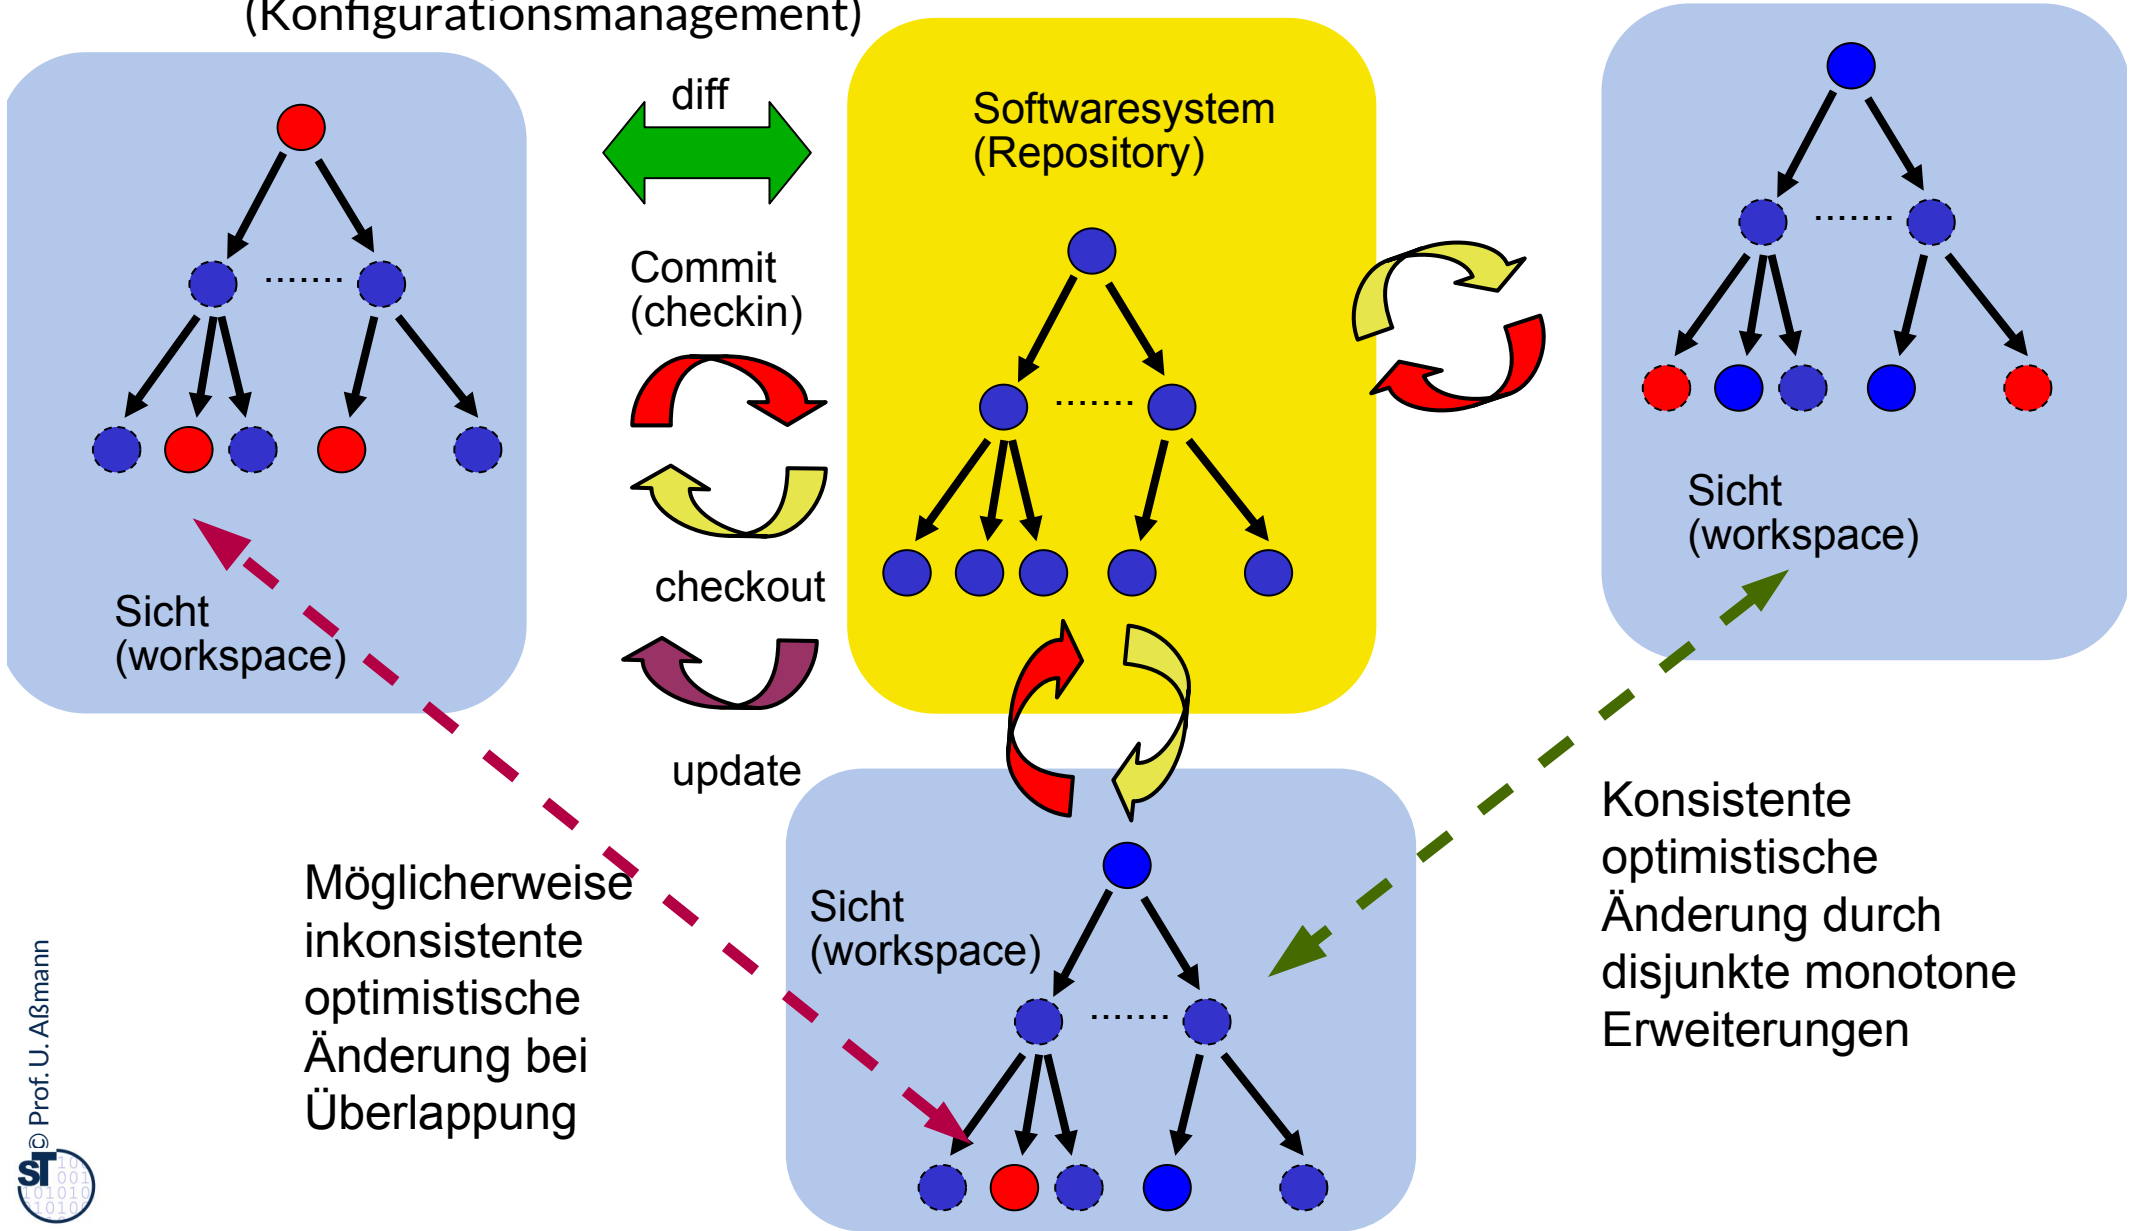 (Konfigurationsmanagement)
diff
Softwaresystem
(Repository)
Commit
(checkin)
checkout
update
Sicht
(workspace)
Sicht
(workspace)
Sicht
(workspace)
Möglicherweise
inkonsistente
optimistische
Änderung bei
Überlappung
Konsistente
optimistische
Änderung durch
disjunkte monotone
Erweiterungen
© Prof. U. Aßmann
ST